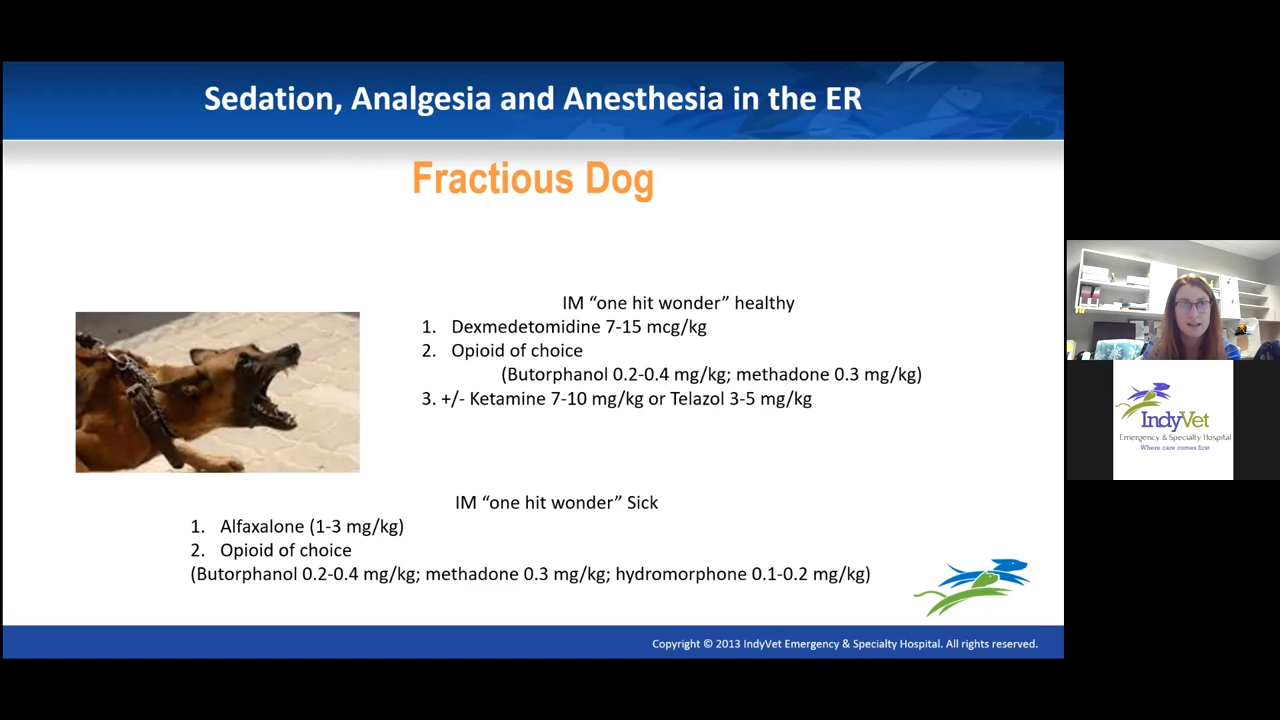 Sedation, Analgesia and Anesthesia in the ER
Fractious Dog
IM “one hit wonder” healthy
1. Dexmedetomidine 7-15 mcg/kg
2. Opioid of choice
(Butorphanol 0.2-0.4 mg/kg; methadone 0.3 mg/kg)
3. +/- Ketamine 7-10 mg/kg or Telazol 3-5 mg/kg
IM “one hit wonder” Sick
1. Alfaxalone (1-3 mg/kg)
2. Opioid of choice
(Butorphanol 0.2-0.4 mg/kg; methadone 0.3 mg/kg; hydromorphone 0.1-0.2 mg/kg)
Copyright © 2013 IndyVet Emergency & Specialty Hospital. All rights reserved.
IndyVet
Emergency & Specialty Hospital
Where care comes first.